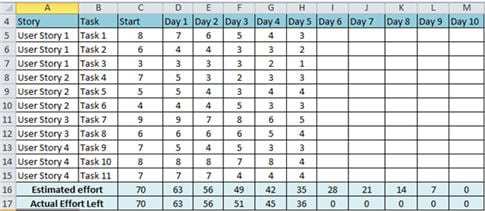 A B C D E F G H I J K L M
4 Story Task Start Day 1 Day 2 Day 3 Day 4 Day 5 Day 6 Day 7 Day 8 Day 9 Day 10
5 User Story 1 Task 1 8 7 6 5 4 3
6 User Story 1 Task 2 6 4 4 3 3 2
7 User Story 1 Task 3 3 3 3 3 2 1
8 User Story 2 Task 4 7 5 3 2 3 3
9 User Story 2 Task 5 5 5 4 3 4 4
10 User Story 2 Task 6 4 4 4 5 3 3
11 User Story 3 Task 7 9 9 7 8 6 5
12 User Story 3 Task 8 6 6 6 6 5 4
13 User Story 4 Task 9 7 5 4 5 3 3
14 User Story 4 Task 10 8 8 8 7 8 4
15 User Story 4 Task 11 7 7 7 4 4 4
16 Estimated effort 70 63 56 49 42 35 28 21 14 7 0
17 Actual Effort Left 70 63 56 51 45 36 0 0 0 0 0